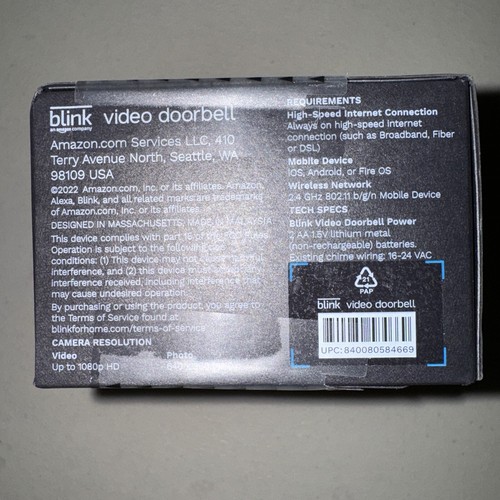 blink video doorbell
an amazon company
Amazon.com Services LLC, 410
Terry Avenue North, Seattle, WA
98109 USA
©2022 Amazon.com, Inc. or its affiliates. Amazon,
Alexa, Blink, and all related marks are trademarks
of Amazon.com, Inc. or its affiliates.
DESIGNED IN MASSACHUSETTS, MADE IN MALAYSIA
This device complies with part 15 of the FCC
Operation is subject to the following
conditions: (1) This device may not cause harmful
interference, and (2) this device must accept
interference received, including interference that
may cause undesired operation.
By purchasing or using the product, you agree to
the Terms of Service found at
blinkforhome.com/terms-of-service
CAMERA RESOLUTION
Video Photo
Up to 1080p HD
REQUIREMENTS
High-Speed Internet Connection
Always on high-speed internet
connection (such as Broadband, Fiber
or DSL)
Mobile Device
iOS, Android, or Fire OS
Wireless Network
2.4 GHz 802.11 b/g/n Mobile Device
TECH SPECS
Blink Video Doorbell Power
2 AA 1.5V lithium metal
(non-rechargeable) batteries.
Existing chime wiring: 16-24 VAC
21
PAP
blink video doorbell
UPC:840080584669